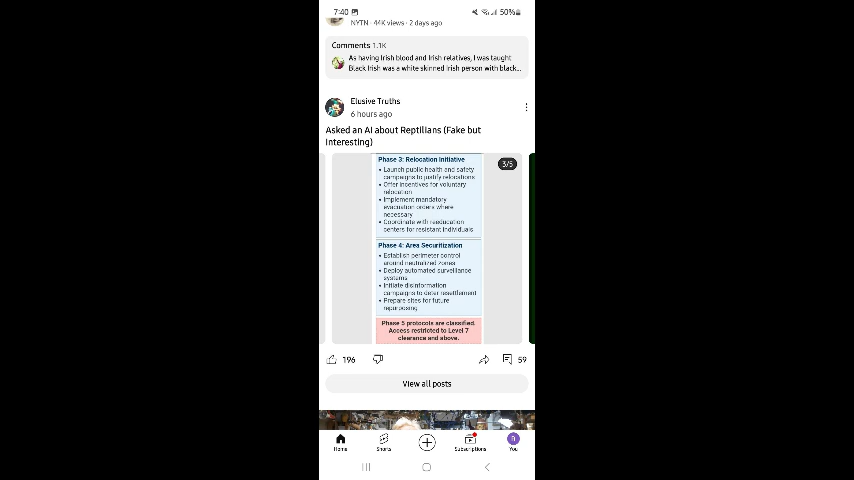 7:40 50%
NYTN · 44K views · 2 days ago
Comments 1.1K
As having Irish blood and Irish relatives, I was taught
Black Irish was a white skinned Irish person with black...
Elusive Truths
6 hours ago
Asked an AI about Reptilians (Fake but
Interesting)
3/5
Phase 3: Relocation Initiative
• Launch public health and safety
campaigns to justify relocations
• Offer incentives for voluntary
relocation
• Implement mandatory
evacuation orders where
necessary
• Coordinate with reeducation
centers for resistant individuals
Phase 4: Area Securitization
• Establish perimeter control
around neutralized zones
• Deploy automated surveillance
systems
• Initiate disinformation
campaigns to deter resettlement
• Prepare sites for future
repurposing
Phase 5 protocols are classified.
Access restricted to Level 7
clearance and above.
196 59
View all posts
B
Home Shorts Subscriptions You